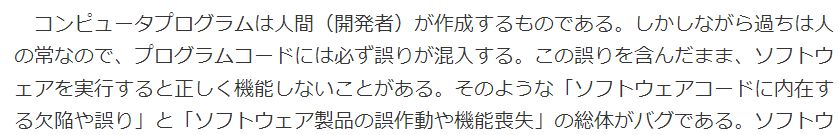 コンピュータプログラムは人間（開発者）が作成するものである。しかしながら過ちは人
の常なので、プログラムコードには必ず誤りが混入する。この誤りを含んだまま、ソフトウ
ェアを実行すると正しく機能しないことがある。そのような「ソフトウェアコードに内在す
る欠陥や誤り」と「ソフトウェア製品の誤作動や機能喪失」の総体がバグである。ソフトウ